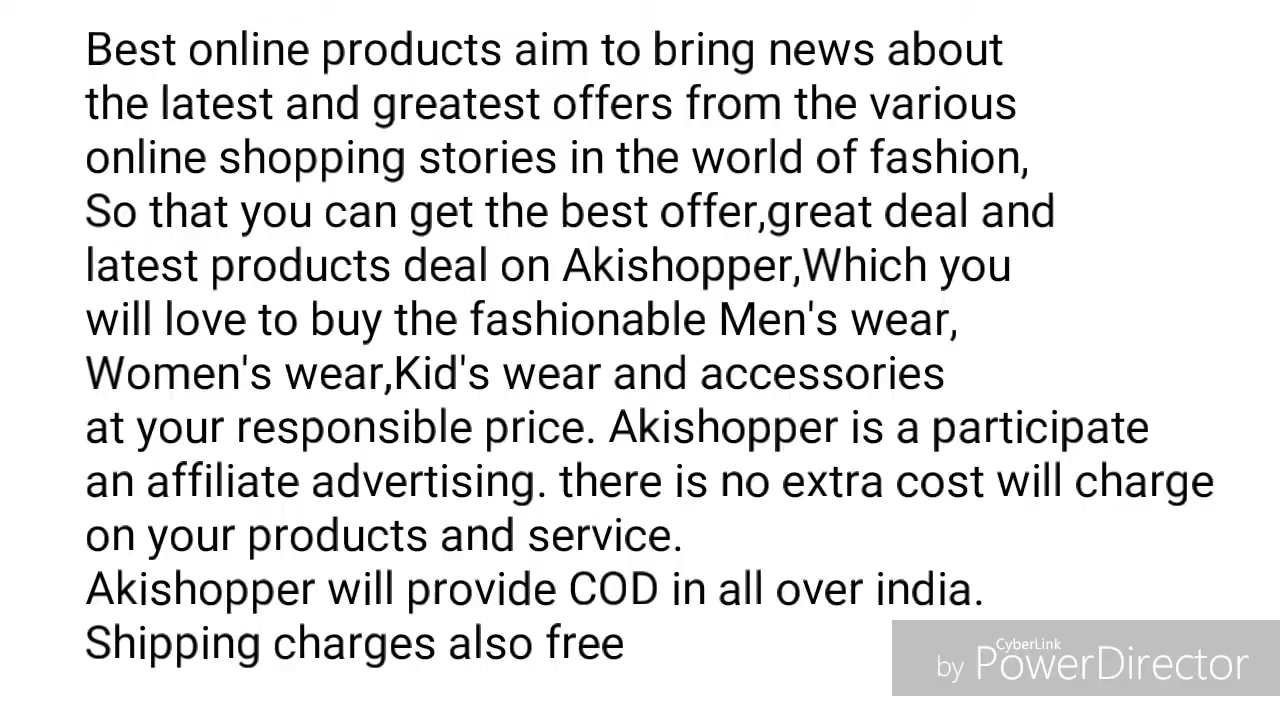 Best online products aim to bring news about
the latest and greatest offers from the various
online shopping stories in the world of fashion,
So that you can get the best offer,great deal and
latest products deal on Akishopper,Which you
will love to buy the fashionable Men's wear,
Women's wear,Kid's wear and accessories
at your responsible price. Akishopper is a participate
an affiliate advertising. there is no extra cost will charge
on your products and service.
Akishopper will provide COD in all over india.
Shipping charges also free
CyberLink
by PowerDirector